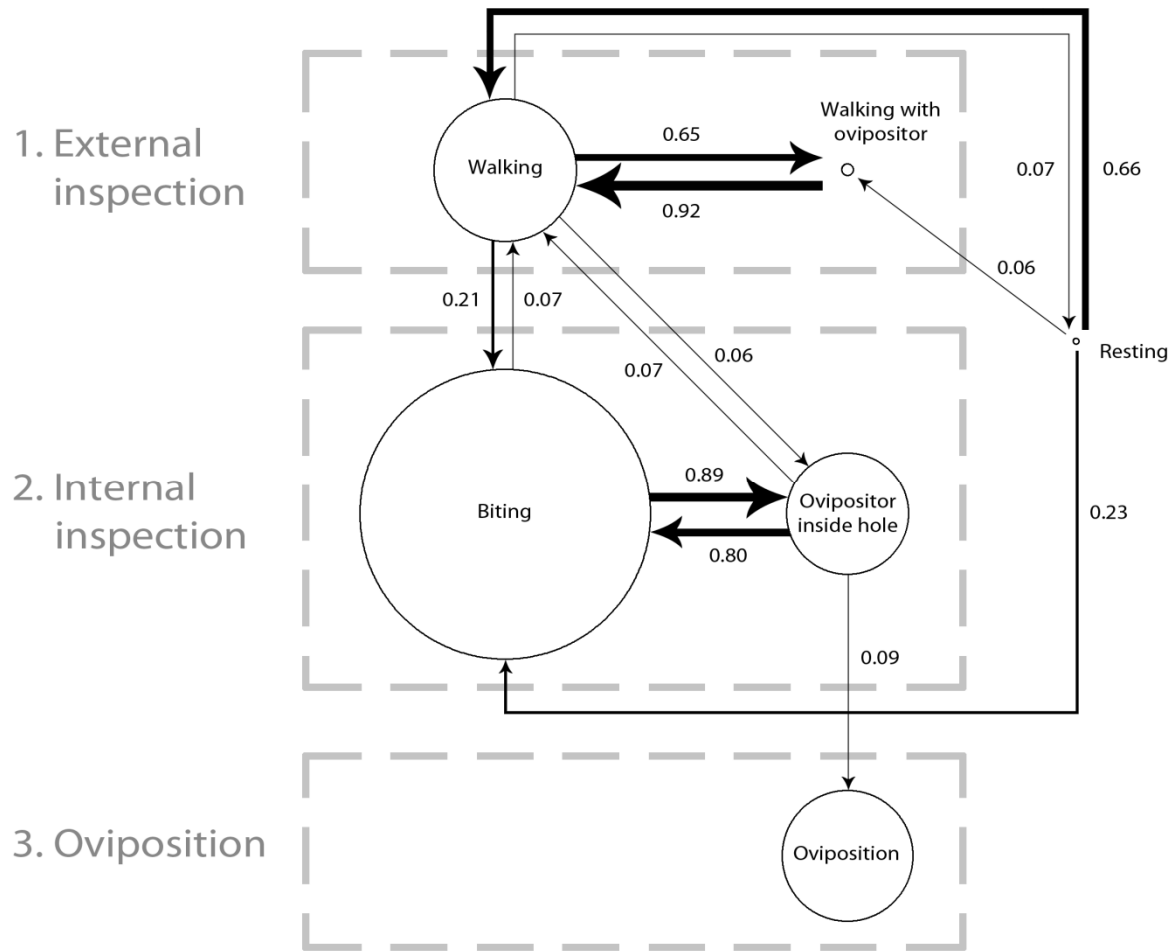 1. External
inspection
Walking
0.65
0.92
Walking with
ovipositor
0.07
0.66
0.06
Resting
0.21
0.07
0.06
0.07
2. Internal
inspection
Biting
0.89
0.80
Ovipositor
inside hole
0.23
0.09
3. Oviposition
Oviposition